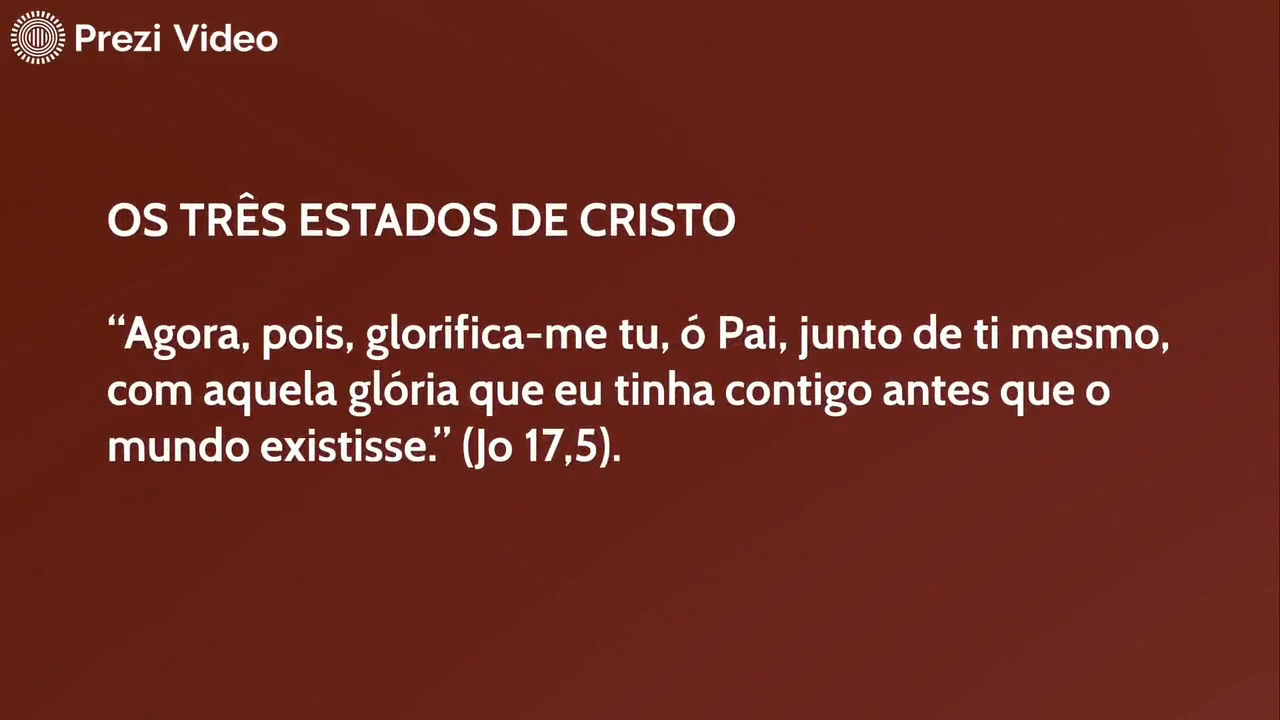 Prezi Video
OS TRÊS ESTADOS DE CRISTO
“Agora, pois, glorifica-me tu, ó Pai, junto de ti mesmo,
com aquela glória que eu tinha contigo antes que o
mundo existisse.” (Jo 17,5).